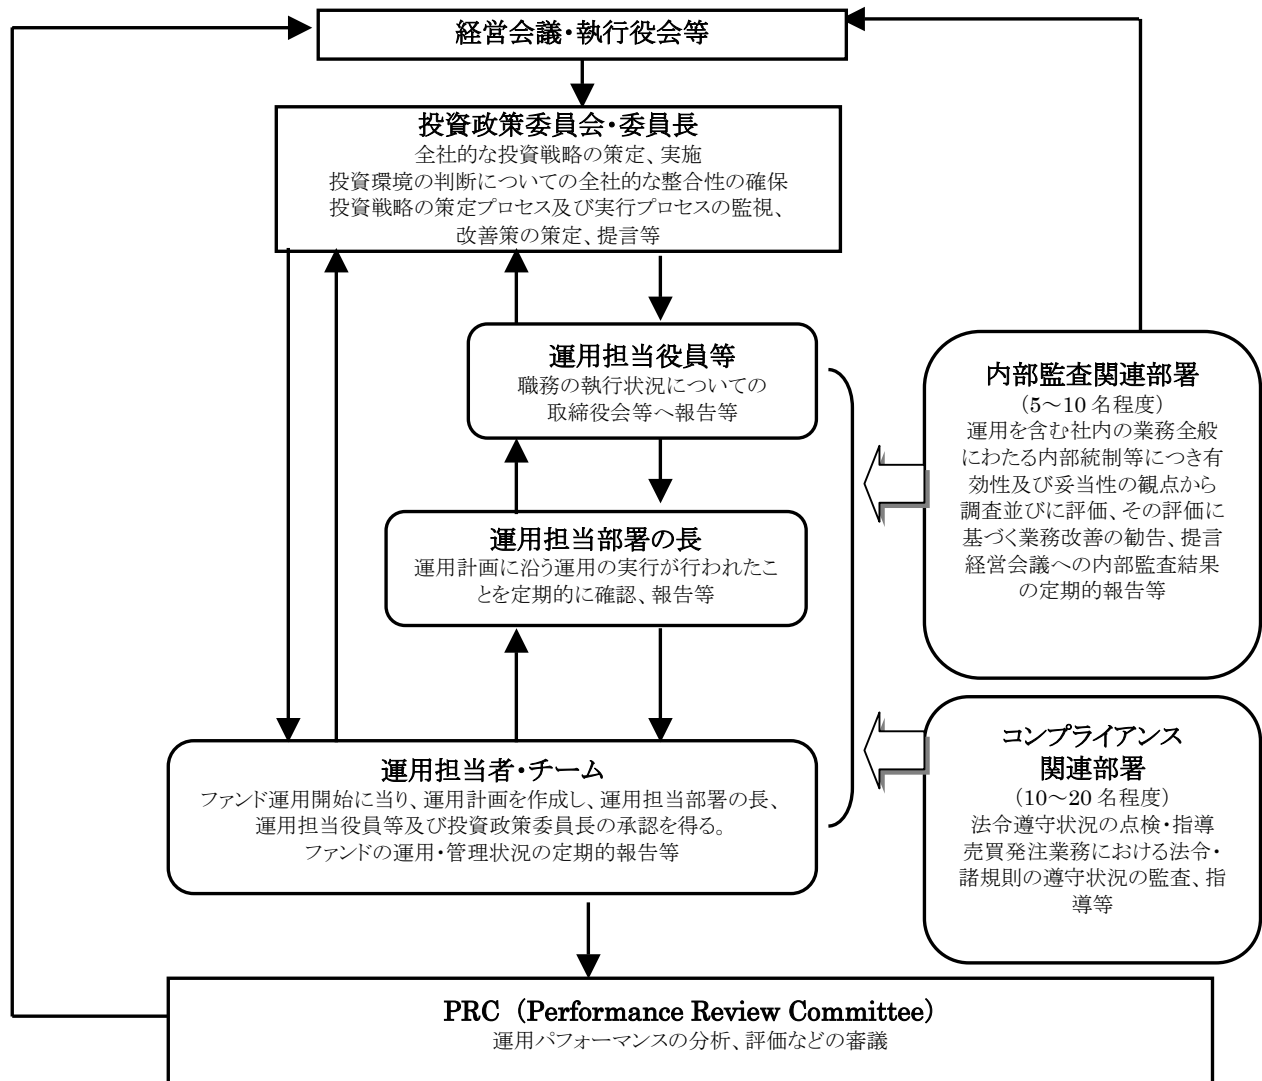 経営会議・執行役会等
投資政策委員会・委員長
全社的な投資戦略の策定、実施
投資環境の判断についての全社的な整合性の確保
投資戦略の策定プロセス及び実行プロセスの監視、
改善策の策定、提言等
運用担当役員等
職務の執行状況についての
取締役会等へ報告等
運用担当部署の長
運用計画に沿う運用の実行が行われたこ
とを定期的に確認、報告等
運用担当者・チーム
ファンド運用開始に当り、運用計画を作成し、運用担当部署の長、
運用担当役員等及び投資政策委員長の承認を得る。
ファンドの運用・管理状況の定期的報告等
内部監査関連部署
(5～10 名程度)
運用を含む社内の業務全般
にわたる内部統制等につき有
効性及び妥当性の観点から
調査並びに評価、その評価に
基づく業務改善の勧告、提言
経営会議への内部監査結果
の定期的報告等
コンプライアンス
関連部署
(10～20 名程度)
法令遵守状況の点検・指導
売買発注業務における法令・
諸規則の遵守状況の監査、指
導等
PRC (Performance Review Committee)
運用パフォーマンスの分析、評価などの審議